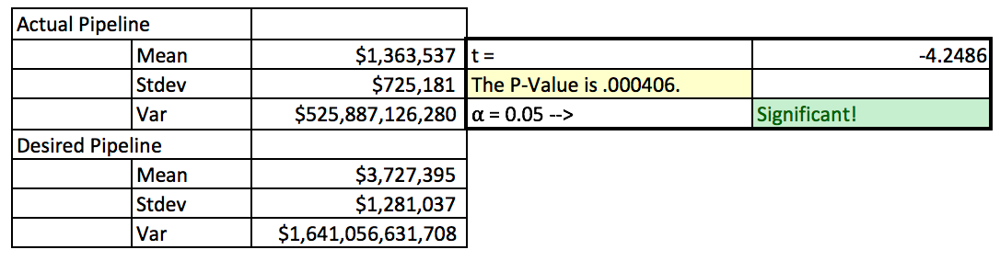 Actual Pipeline
Mean $1,363,537 t = -4.2486
Stdev $725,181 The P-Value is .000406.
Var $525,887,126,280 α = 0.05 --> Significant!
Desired Pipeline
Mean $3,727,395
Stdev $1,281,037
Var $1,641,056,631,708